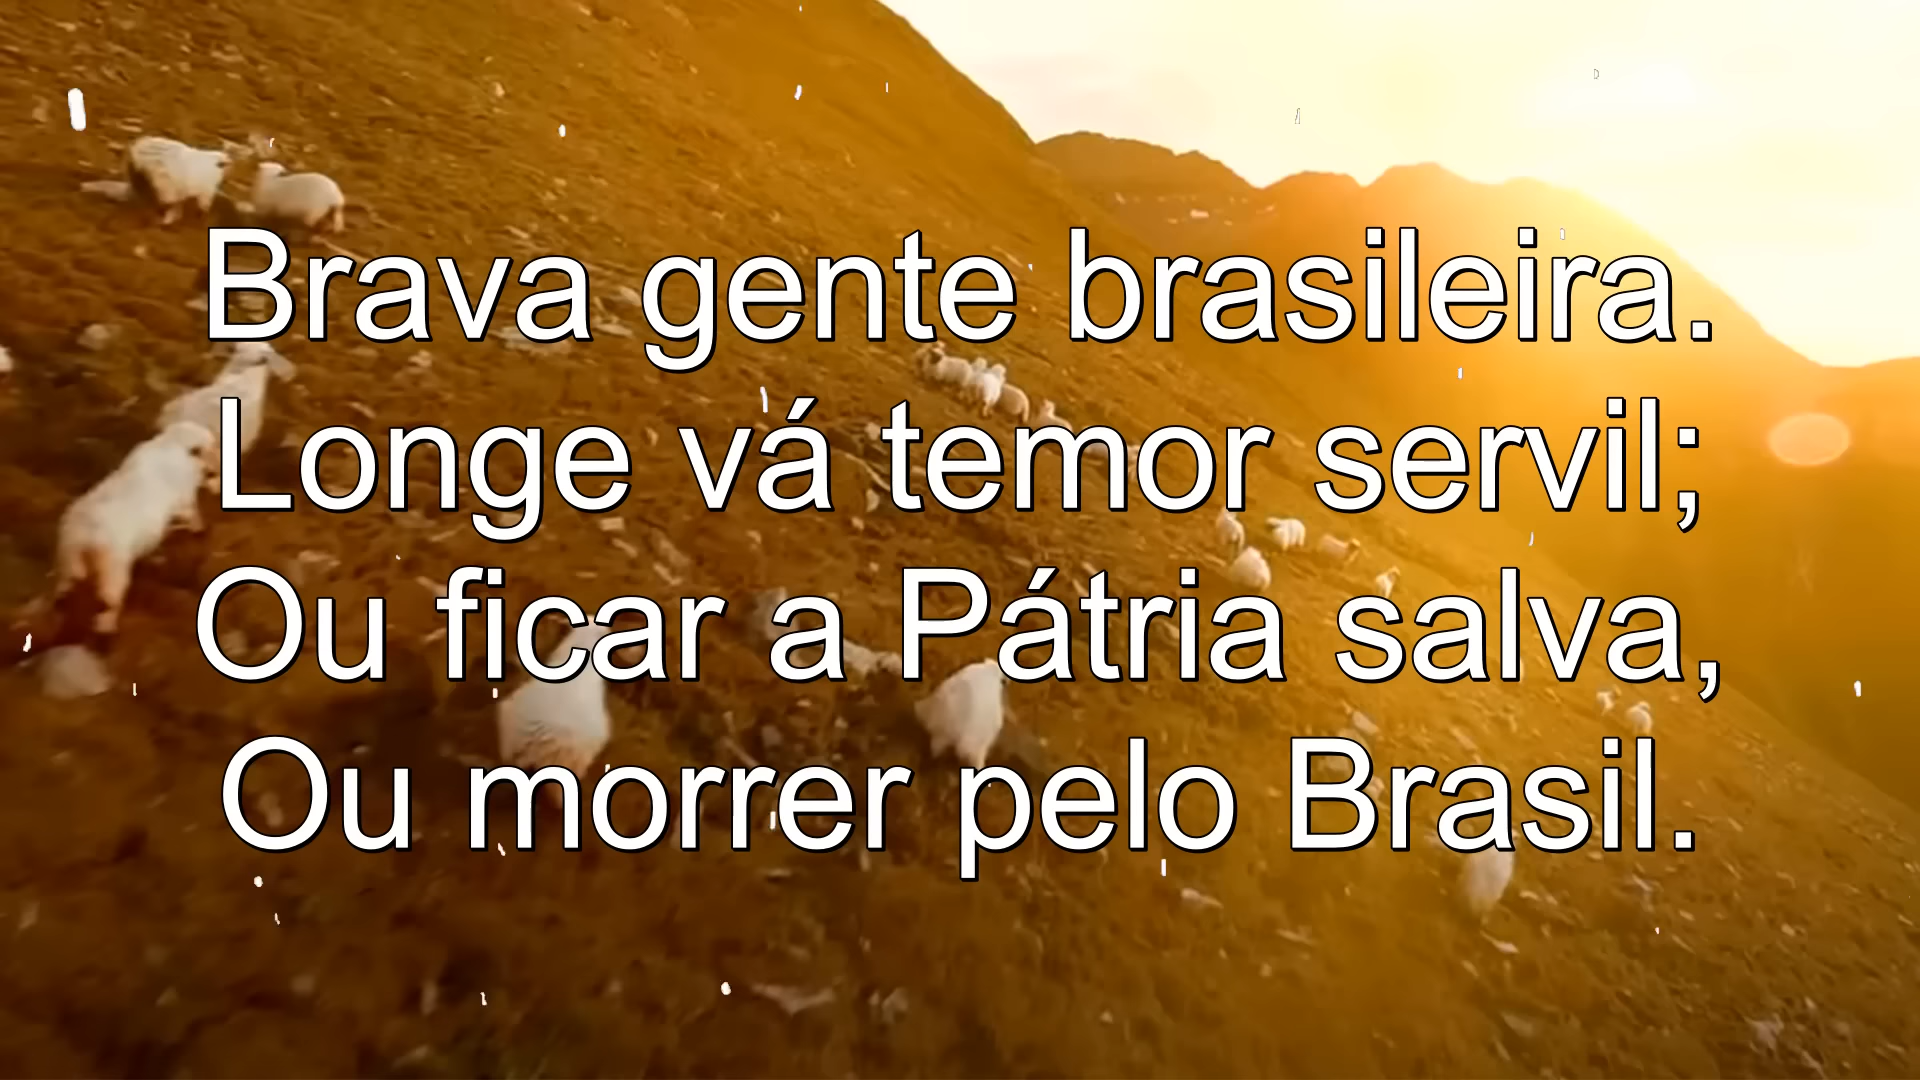 Brava gente brasileira.
Longe vá temor servil;
Ou ficar a Pátria salva,
Ou morrer pelo Brasil.